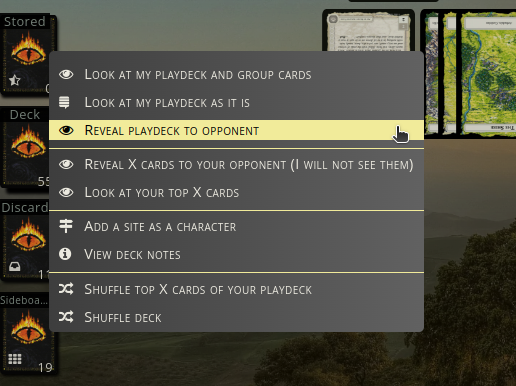 Stored
Look at my playdeck and group cards
Look at my playdeck as it is
Deck
Reveal playdeck to opponent
Reveal X cards to your opponent (I will not see them)
55
Look at your top X cards
Discard
Add a site as a character
View deck notes
Shuffle top X cards of your playdeck
Sideboa...
Shuffle deck
19